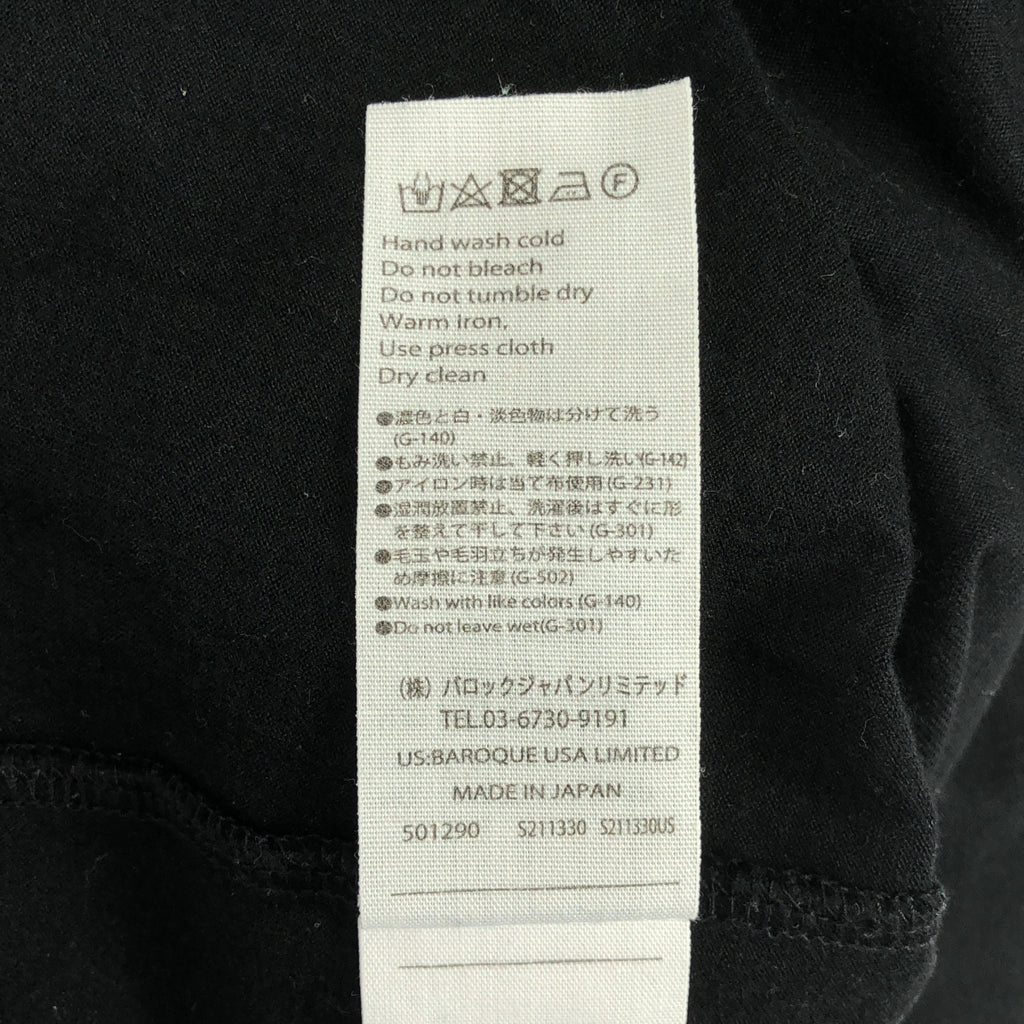 F
Hand wash cold
Do not bleach
Do not tumble dry
Warm iron,
Use press cloth
Dry clean
●濃色と白・淡色物は分けて洗う
(G-140)
●もみ洗い禁止、軽く押し洗い(G-142)
●アイロン時は当て布使用(G-231)
●湿潤放置禁止、洗濯後はすぐに形
を整えて干して下さい(G-301)
●毛玉や毛羽立ちが発生しやすいた
め摩擦に注意(G-502)
●Wash with like colors (G-140)
●Do not leave wet(G-301)
(株) バロックジャパンリミテッド
TEL.03-6730-9191
US:BAROQUE USA LIMITED
MADE IN JAPAN
501290 S211330 S211330US